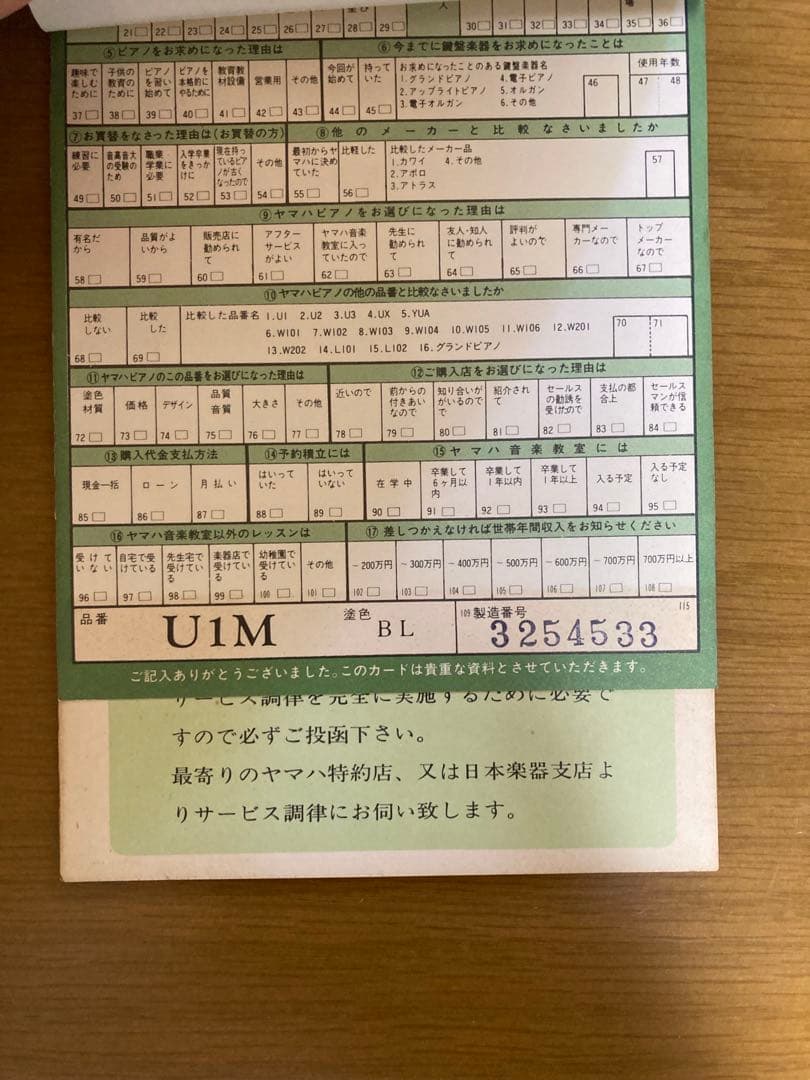 21 22 23 24 25 26 27 28 29 人 30 31 32 33 34 場 35 36
⑤ピアノをお求めになった理由は
趣味で楽しむために 37
子供の教育のために 38
ピアノを習い始めて 39
ピアノを本格的にやるために 40
教育教材設備 41
営業用 42
その他 43
⑥今までに鍵盤楽器をお求めになったことは
今回が始めて 44
持っていた 45
お求めになったことのある鍵盤楽器名
1.グランドピアノ 4.電子ピアノ
2.アップライトピアノ 5.オルガン
3.電子オルガン 6.その他
46
使用年数
47 48
⑦お買替をなさった理由は(お買替の方)
練習に必要 49
音高音大の受験のため 50
職業・学業に必要 51
入学卒業をきっかけに 52
現在持っているピアノが古くなったので 53
その他 54
⑧他のメーカーと比較なさいましたか
最初からヤマハに決めていた 55
比較した 56
比較したメーカー品
1.カワイ 4.その他
2.アポロ
3.アトラス
57
⑨ヤマハピアノをお選びになった理由は
有名だから 58
品質がよいから 59
販売店に勧められて 60
アフターサービスがよい 61
ヤマハ音楽教室に入っていたので 62
先生に勧められて 63
友人・知人に勧められて 64
評判がよいので 65
専門メーカーなので 66
トップメーカーなので 67
⑩ヤマハピアノの他の品番と比較なさいましたか
比較しない 68
比較した 69
比較した品番名 1.U1 2.U2 3.U3 4.UX 5.YUA
6.W101 7.W102 8.W103 9.W104 10.W105 11.W106 12.W201
13.W202 14.L101 15.L102 16.グランドピアノ
70 71
⑪ヤマハピアノのこの品番をお選びになった理由は
塗色材質 72
価格 73
デザイン 74
品質音質 75
大きさ 76
その他 77
⑫ご購入店をお選びになった理由は
近いので 78
前からの付きあいなので 79
知り合いががいるのでで 80
紹介されて 81
セールスの勧誘を受けたので 82
支払の都合上 83
セールスマンが信頼できる 84
⑬購入代金支払方法
現金一括 85
ローン 86
月払い 87
⑭予約積立には
はいっていた 88
はいっていない 89
⑮ヤマハ音楽教室には
在学中 90
卒業して6ヶ月以内 91
卒業して1年以内 92
卒業して1年以上 93
入る予定 94
入る予定なし 95
⑯ヤマハ音楽教室以外のレッスンは
受けていない 96
自宅で受けている 97
先生宅で受けている 98
楽器店で受けている 99
幼稚園で受けている 100
その他 101
⑰差しつかえなければ世帯年間収入をお知らせください
~200万円 102
~300万円 103
~400万円 104
~500万円 105
~600万円 106
~700万円 107
700万円以上 108
品番 U1M 塗色 BL 109 製造番号 3254533 115
ご記入ありがとうございました。このカードは貴重な資料とさせていただきます。
サービス調律を完全に実施するために必要で
すので必ずご投函下さい。
最寄りのヤマハ特約店、又は日本楽器支店よ
りサービス調律にお伺い致します。